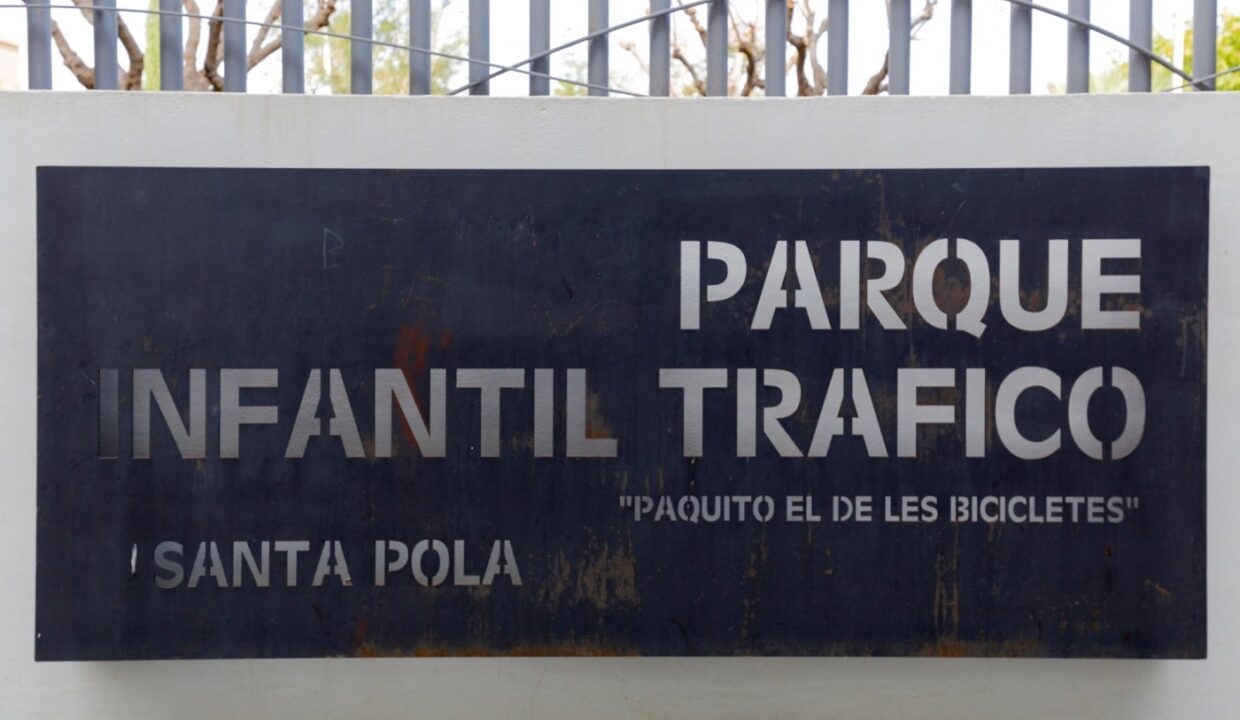 PARQUE
INFANTIL TRAFICO
"PAQUITO EL DE LES BICICLETES"
SANTA POLA